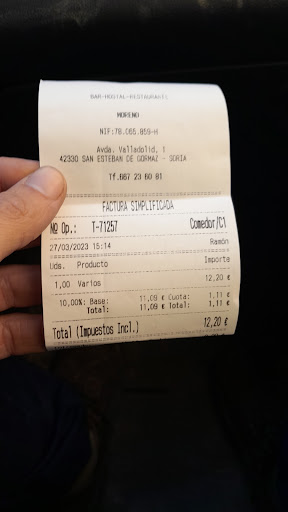 BAR-HOSTAL-RESTAURANTE
MORENO
NIF:78.065.859-H
Avda. Valladolid, 1
42330 SAN ESTEBAN DE GORMAZ - SORIA
Tf.667 23 60 81
FACTURA SIMPLIFICADA
Nº Op.: T-71257 Comedor/C1
27/03/2023 15:14 Ramón
Uds. Producto Importe
1,00 Varios 12,20 €
10,00% Base: 11,09 € Cuota: 1,11 €
Total: 11,09 € Total: 1,11 €
Total (Impuestos Incl.) 12,20 €